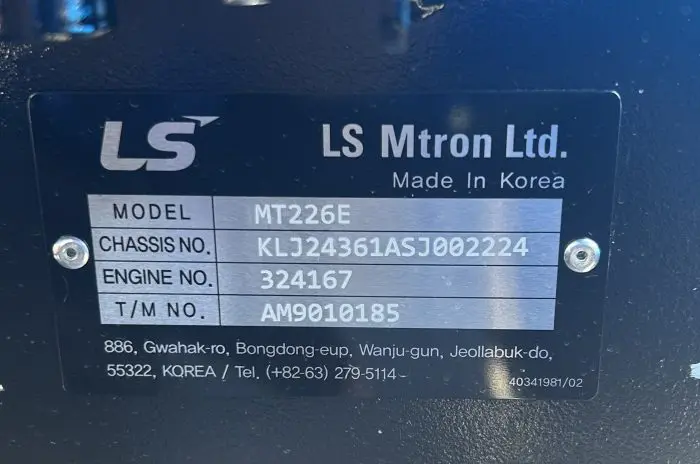 LS LS Mtron Ltd.
Made In Korea
MODEL MT226E
CHASSIS NO. KLJ24361ASJ002224
ENGINE NO. 324167
T/M NO. AM9010185
886, Gwahak-ro, Bongdong-eup, Wanju-gun, Jeollabuk-do,
55322, KOREA / Tel. (+82-63) 279-5114
40341981/02